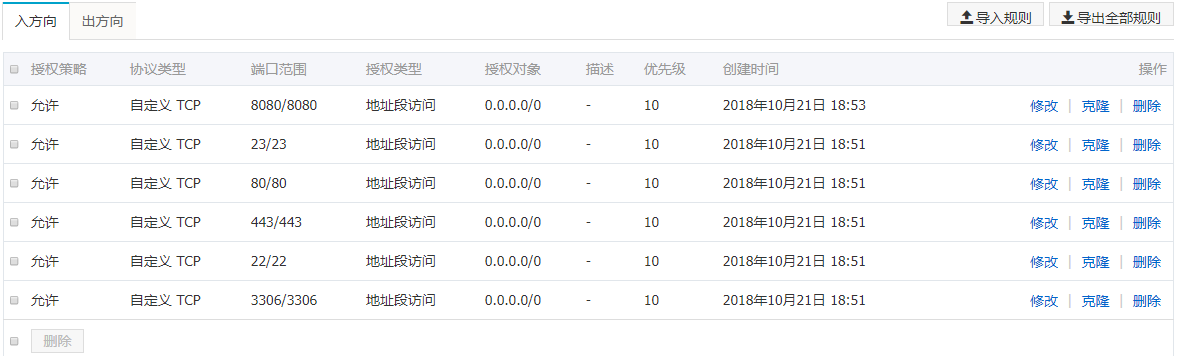 入方向 出方向 导入规则 导出全部规则
授权策略 协议类型 端口范围 授权类型 授权对象 描述 优先级 创建时间 操作
允许 自定义 TCP 8080/8080 地址段访问 0.0.0.0/0 - 10 2018年10月21日 18:53 修改 | 克隆 | 删除
允许 自定义 TCP 23/23 地址段访问 0.0.0.0/0 - 10 2018年10月21日 18:51 修改 | 克隆 | 删除
允许 自定义 TCP 80/80 地址段访问 0.0.0.0/0 - 10 2018年10月21日 18:51 修改 | 克隆 | 删除
允许 自定义 TCP 443/443 地址段访问 0.0.0.0/0 - 10 2018年10月21日 18:51 修改 | 克隆 | 删除
允许 自定义 TCP 22/22 地址段访问 0.0.0.0/0 - 10 2018年10月21日 18:51 修改 | 克隆 | 删除
允许 自定义 TCP 3306/3306 地址段访问 0.0.0.0/0 - 10 2018年10月21日 18:51 修改 | 克隆 | 删除
删除